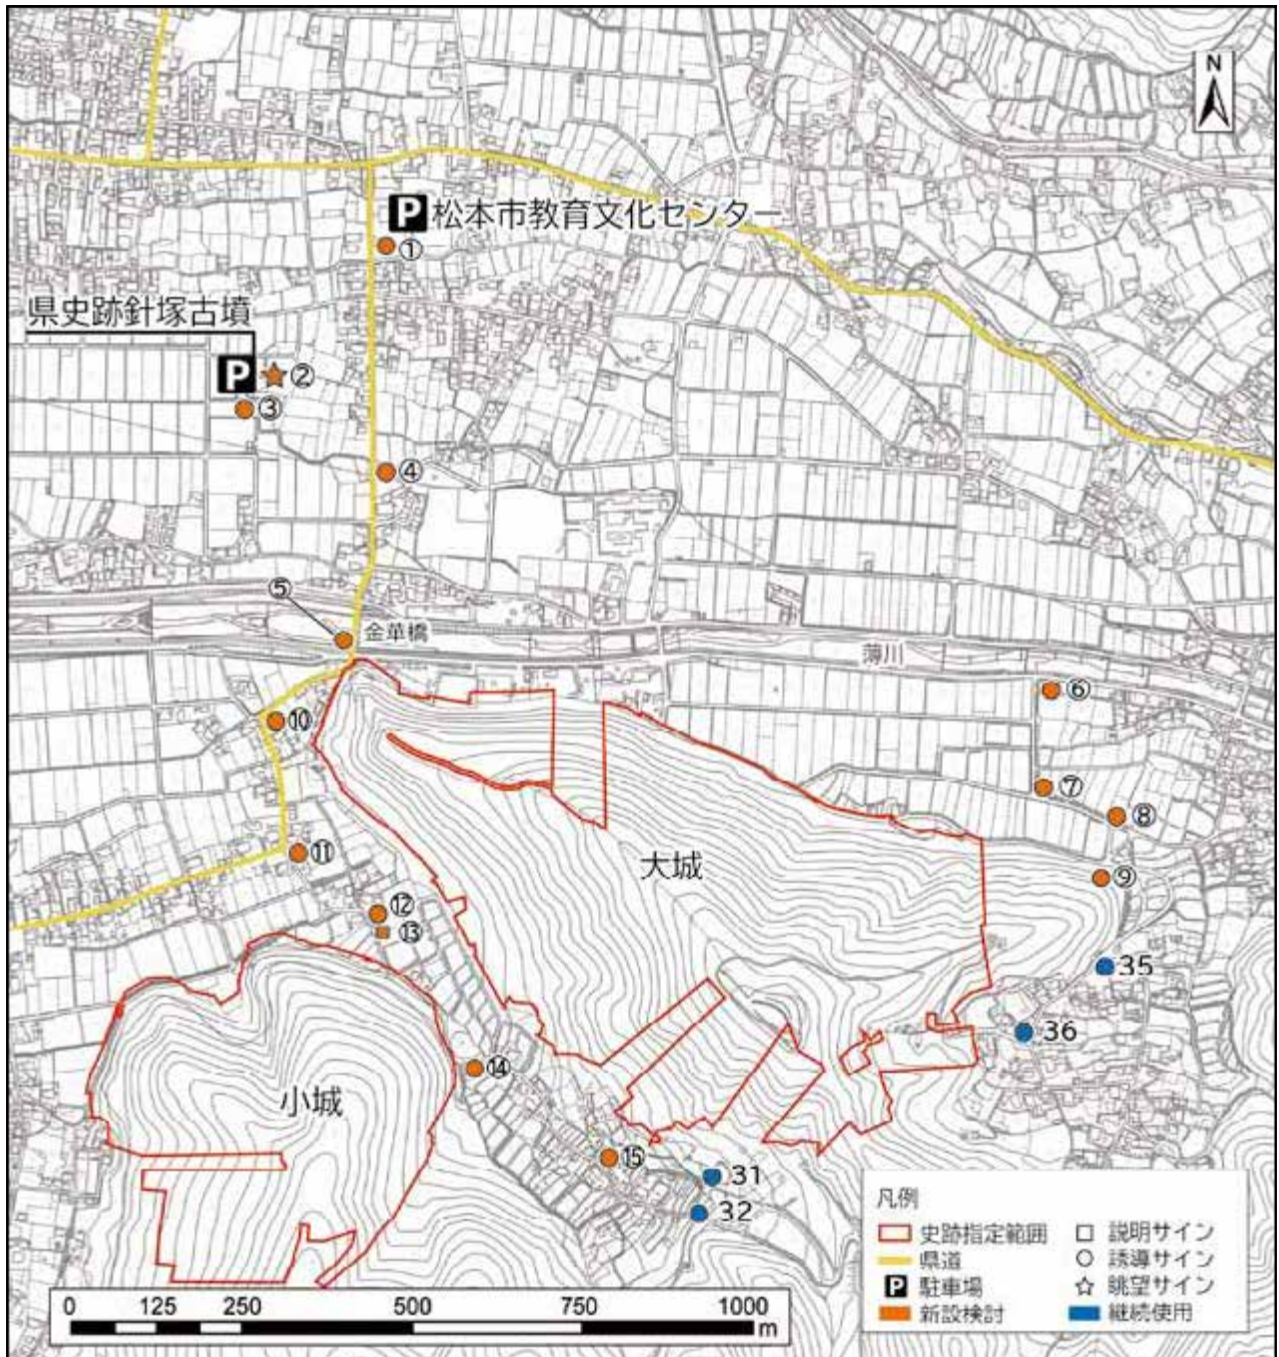 N
P 松本市教育文化センター
①
県史跡針塚古墳
P ②
③
④
⑤
金華橋
薄川
⑥
⑩
⑦
⑧
大城
⑪
⑨
⑫
⑬
35
36
小城
⑭
⑮
31
32
凡例
史跡指定範囲
県道
P 駐車場
新設検討
説明サイン
誘導サイン
眺望サイン
継続使用
0 125 250 500 750 1000
m